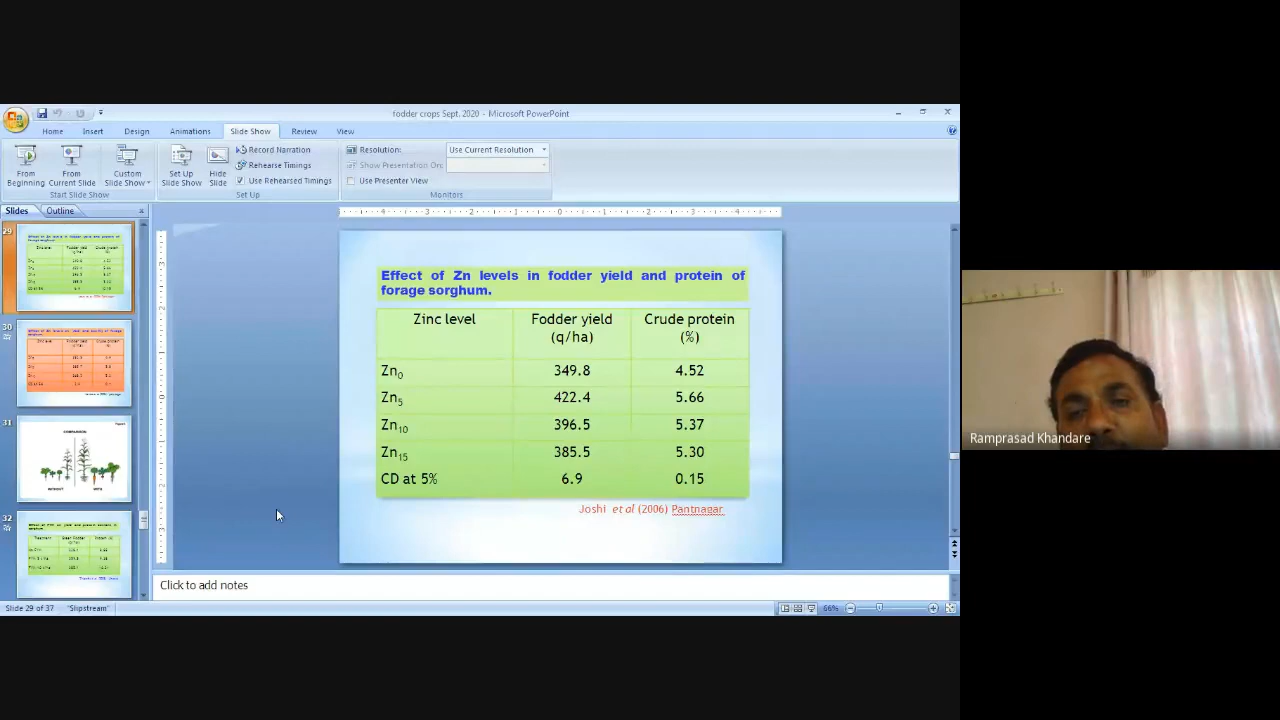 fodder crops Sept. 2020 - Microsoft PowerPoint
Home Insert Design Animations Slide Show Review View
Record Narration
Rehearse Timings
Use Rehearsed Timings
From Beginning
From Current Slide
Custom Slide Show
Set Up Slide Show
Hide Slide
Resolution: Use Current Resolution
Show Presentation On:
Use Presenter View
Start Slide Show
Set Up
Monitors
Slides Outline
29
30
31
COMPARISON
32
Effect of Zn levels in fodder yield and protein of
forage sorghum.
Zinc level Fodder yield (q/ha) Crude protein (%)
Zn0 349.8 4.52
Zn5 422.4 5.66
Zn10 396.5 5.37
Zn15 385.5 5.30
CD at 5% 6.9 0.15
Joshi et al (2006) Pantnagar
Click to add notes
Slide 29 of 37 "Slipstream" 66%
Ramprasad Khandare